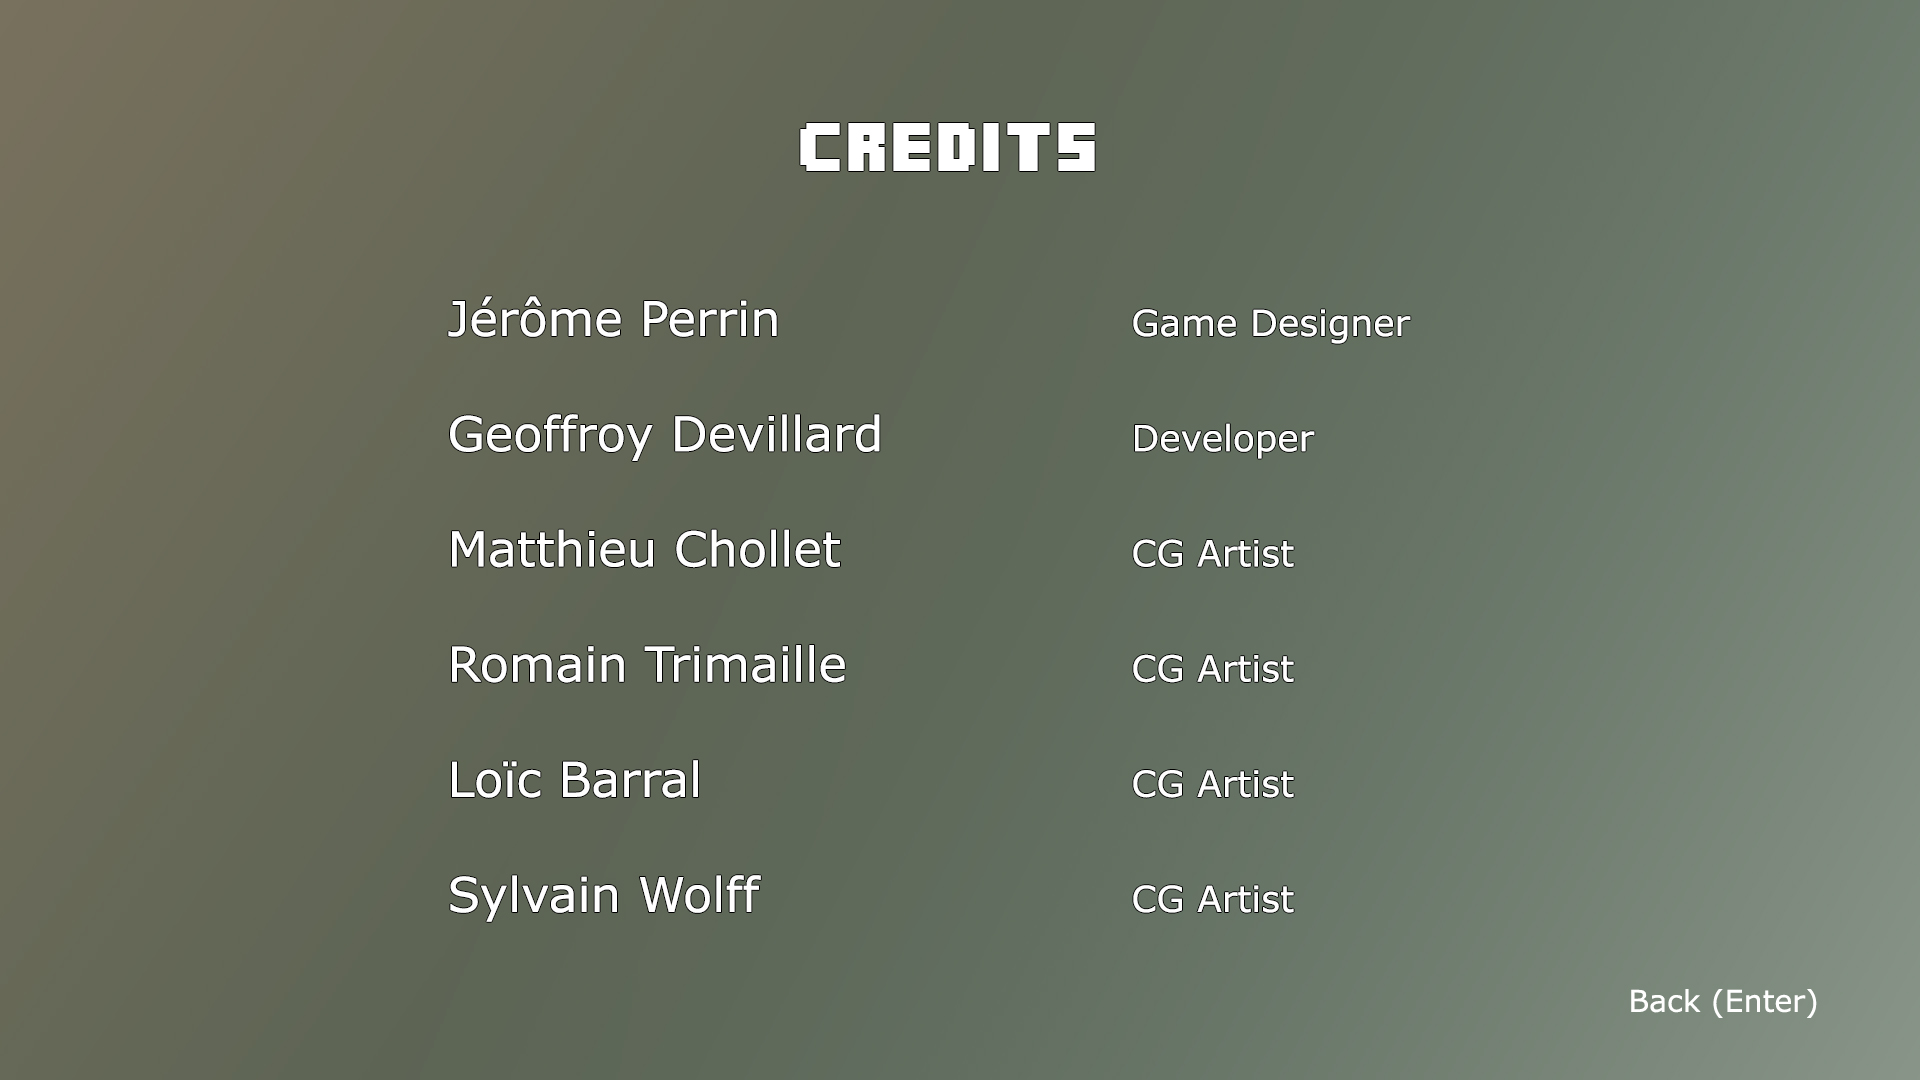 CREDITS
Jérôme Perrin Game Designer
Geoffroy Devillard Developer
Matthieu Chollet CG Artist
Romain Trimaille CG Artist
Loïc Barral CG Artist
Sylvain Wolff CG Artist
Back (Enter)